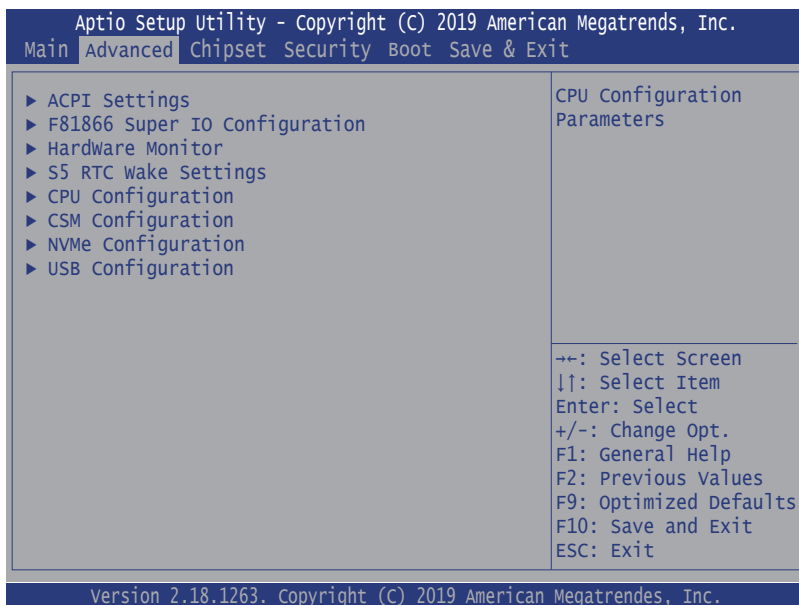 Aptio Setup Utility - Copyright (C) 2019 American Megatrends, Inc.
Main Advanced Chipset Security Boot Save & Exit
▶ ACPI Settings
▶ F81866 Super IO Configuration
▶ HardWare Monitor
▶ S5 RTC Wake Settings
▶ CPU Configuration
▶ CSM Configuration
▶ NVMe Configuration
▶ USB Configuration
CPU Configuration
Parameters
→←: Select Screen
↓↑: Select Item
Enter: Select
+/-: Change Opt.
F1: General Help
F2: Previous Values
F9: Optimized Defaults
F10: Save and Exit
ESC: Exit
Version 2.18.1263. Copyright (C) 2019 American Megatrendes, Inc.